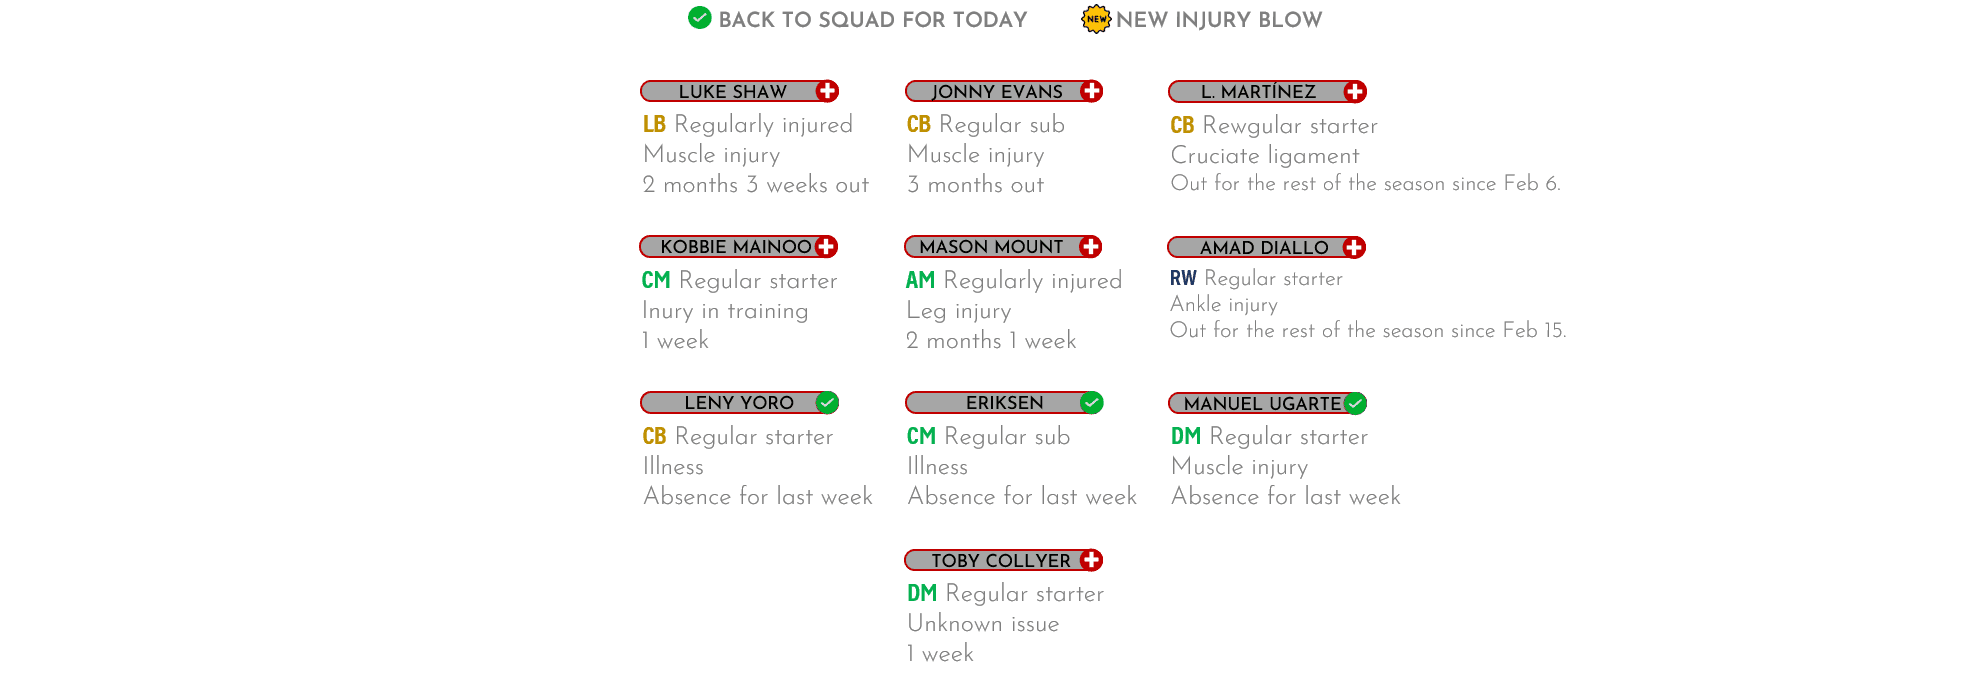 BACK TO SQUAD FOR TODAY
NEW NEW INJURY BLOW
LUKE SHAW
LB Regularly injured
Muscle injury
2 months 3 weeks out
JONNY EVANS
CB Regular sub
Muscle injury
3 months out
L. MARTÍNEZ
CB Rewgular starter
Cruciate ligament
Out for the rest of the season since Feb 6.
KOBBIE MAINOO
CM Regular starter
Inury in training
1 week
MASON MOUNT
AM Regularly injured
Leg injury
2 months 1 week
AMAD DIALLO
RW Regular starter
Ankle injury
Out for the rest of the season since Feb 15.
LENY YORO
CB Regular starter
Illness
Absence for last week
ERIKSEN
CM Regular sub
Illness
Absence for last week
MANUEL UGARTE
DM Regular starter
Muscle injury
Absence for last week
TOBY COLLYER
DM Regular starter
Unknown issue
1 week